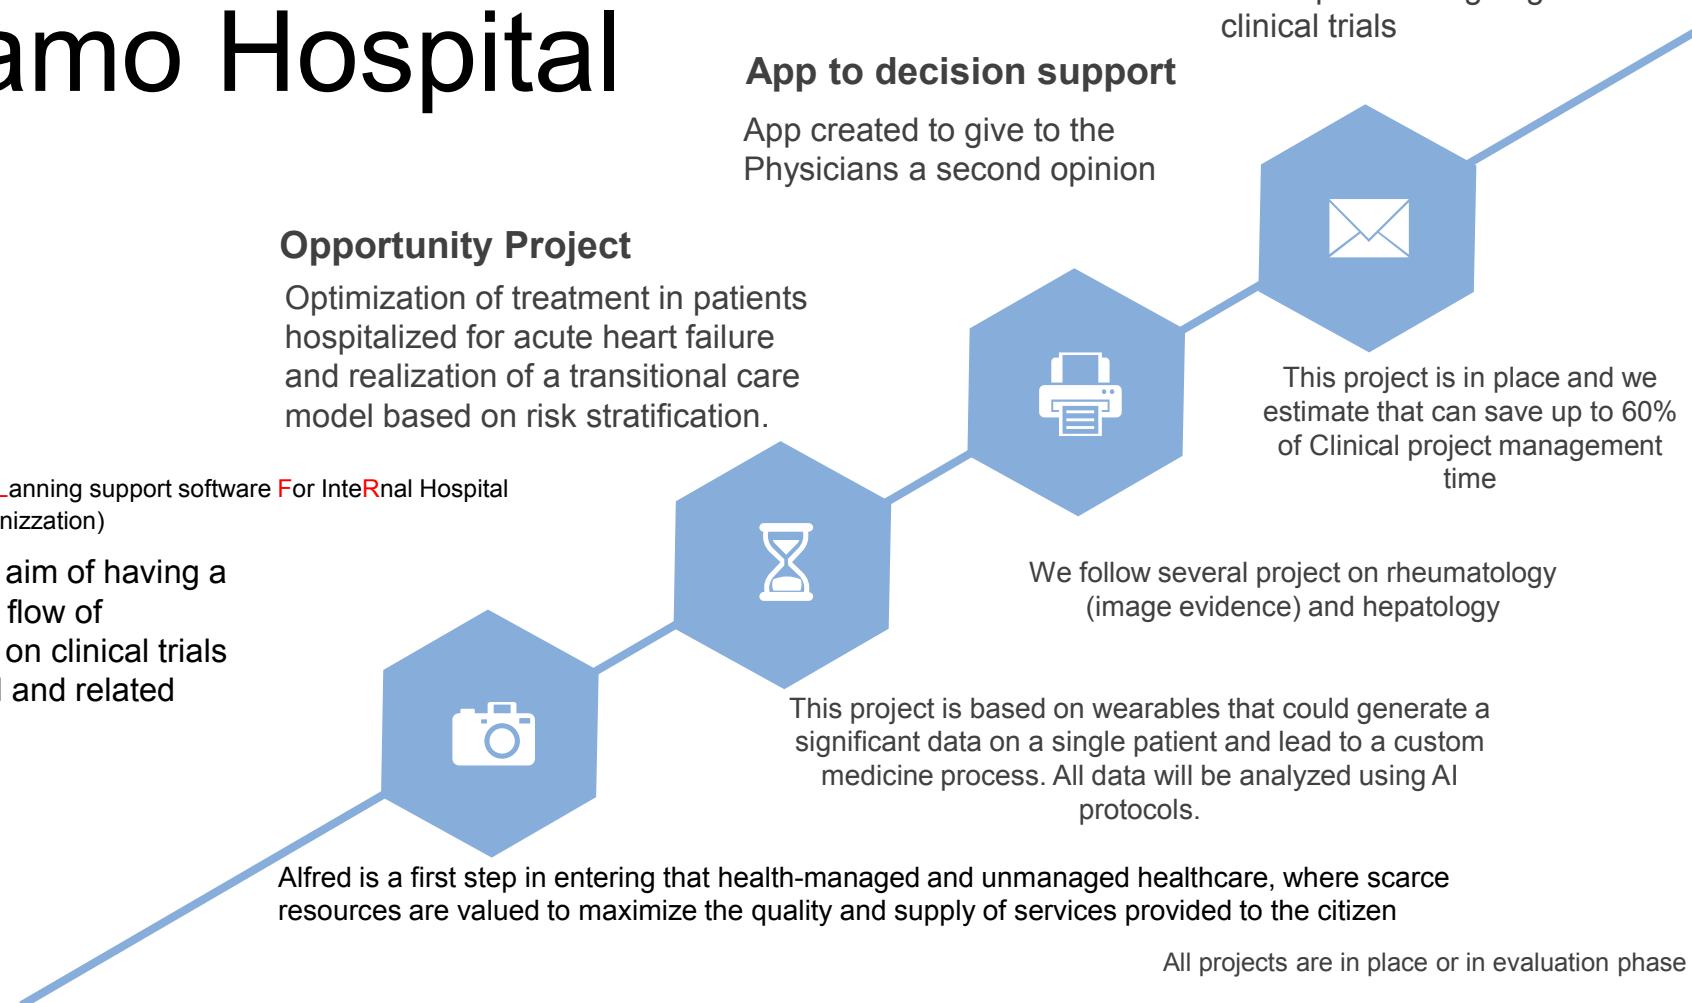 amo Hospital
clinical trials
App to decision support
App created to give to the
Physicians a second opinion
Opportunity Project
Optimization of treatment in patients
hospitalized for acute heart failure
and realization of a transitional care
model based on risk stratification.
This project is in place and we
estimate that can save up to 60%
of Clinical project management
time
Lanning support software For InteRnal Hospital
nizzation)
aim of having a
flow of
on clinical trials
and related
We follow several project on rheumatology
(image evidence) and hepatology
This project is based on wearables that could generate a
significant data on a single patient and lead to a custom
medicine process. All data will be analyzed using AI
protocols.
Alfred is a first step in entering that health-managed and unmanaged healthcare, where scarce
resources are valued to maximize the quality and supply of services provided to the citizen
All projects are in place or in evaluation phase